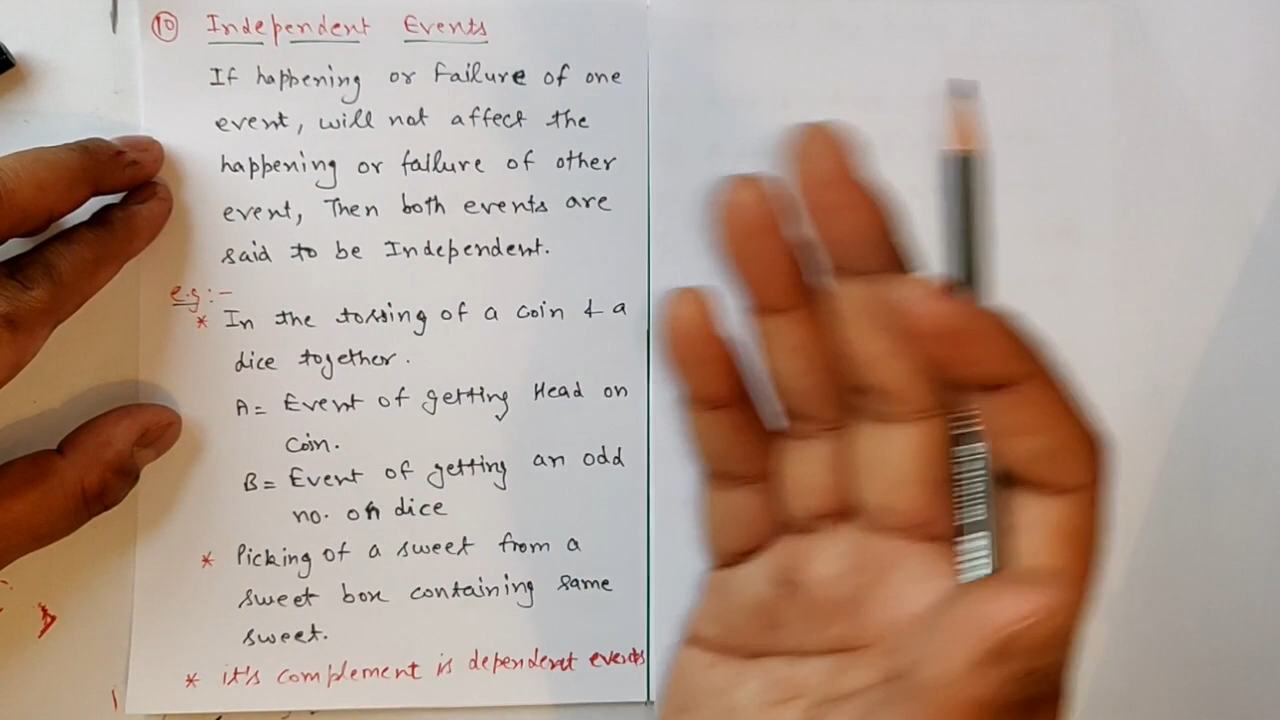 10 Independent Events
If happening or failure of one
event, will not affect the
happening or failure of other
event, Then both events are
said to be Independent.
e.g:-
* In the tossing of a coin & a
dice together.
A = Event of getting Head on
coin.
B = Event of getting an odd
no. on dice
* Picking of a sweet from a
sweet box containing same
sweet.
* it's complement is dependent events